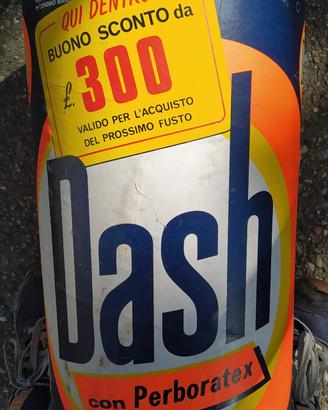 QUI DENTRO
BUONO SCONTO da
£. 300
VALIDO PER L'ACQUISTO
DEL PROSSIMO FUSTO
Dash
con Perboratex